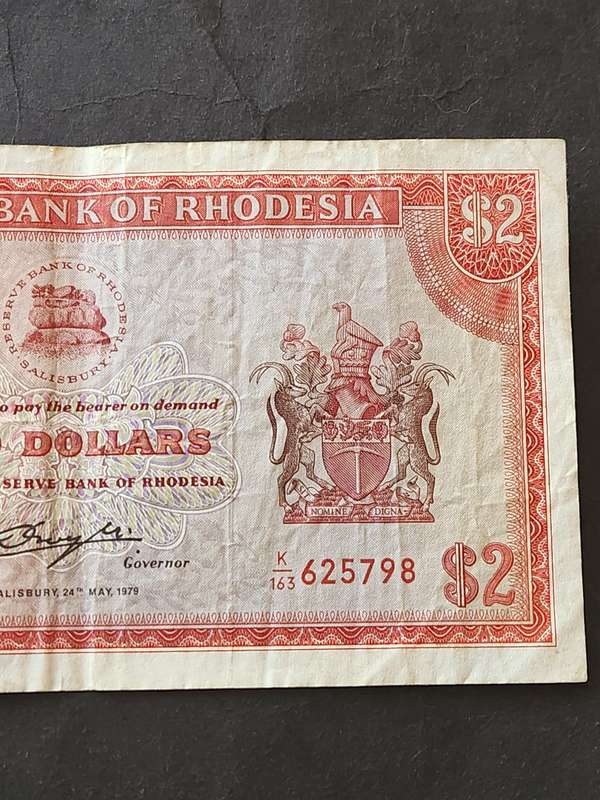 BANK OF RHODESIA
$2
RESERVE BANK OF RHODESIA
SALISBURY
to pay the bearer on demand
DOLLARS
SERVE BANK OF RHODESIA
NOMINE DIGNA
Governor
K/163 625798
$2
ALISBURY, 24TH MAY, 1979